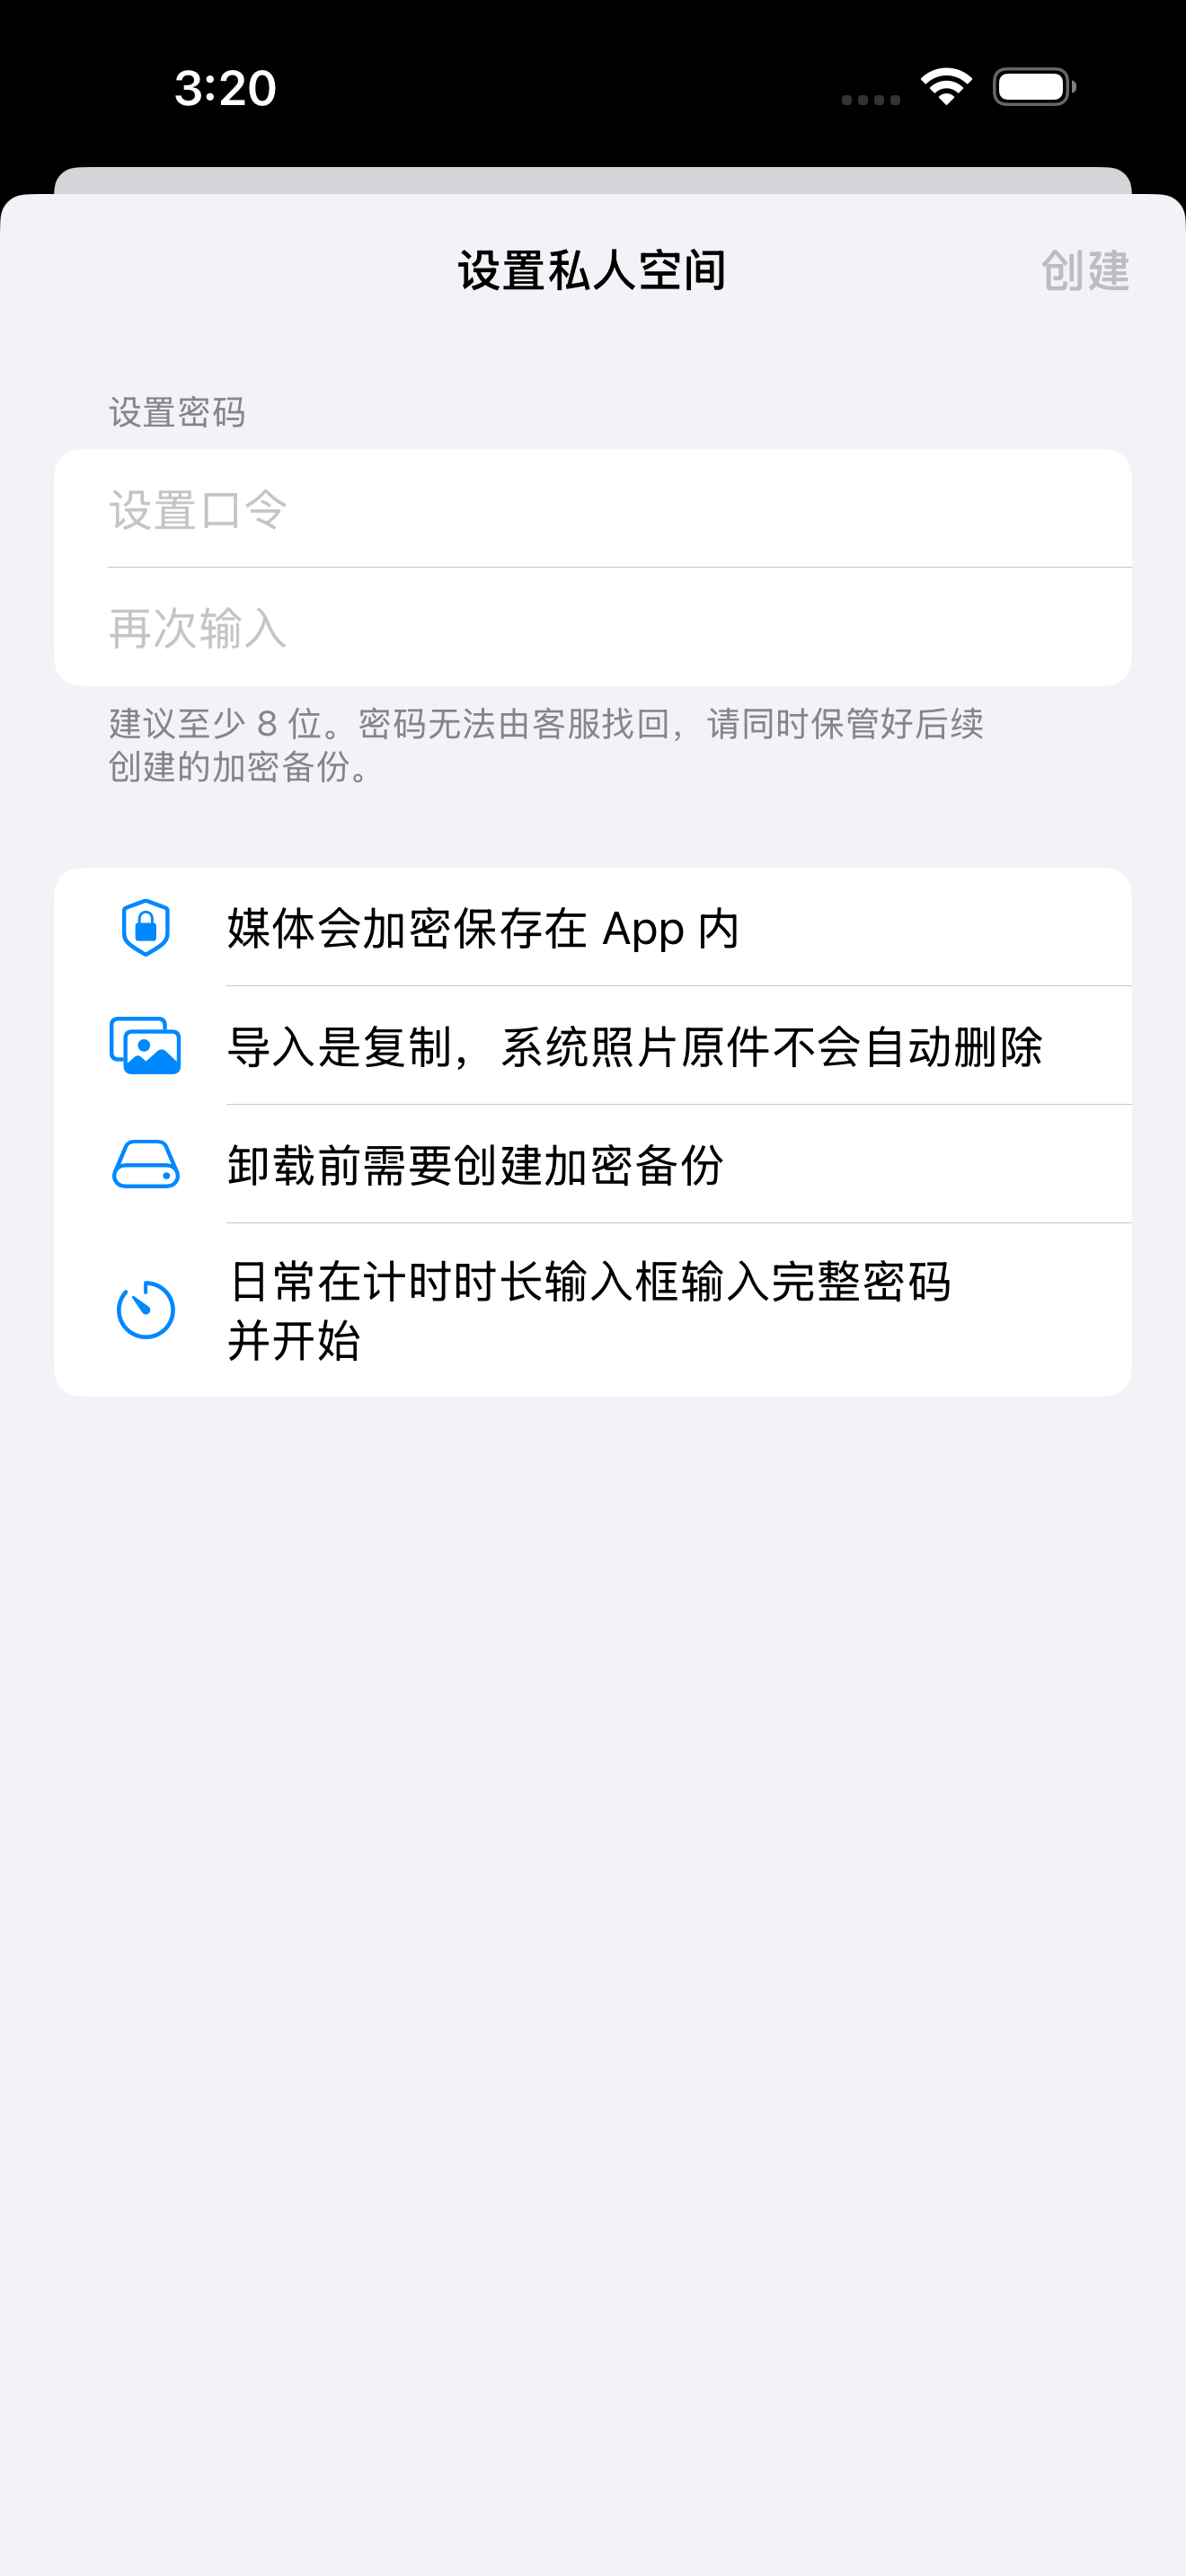 3:20
设置私人空间
创建
设置密码
设置口令
再次输入
建议至少 8 位。密码无法由客服找回，请同时保管好后续
创建的加密备份。
媒体会加密保存在 App 内
导入是复制，系统照片原件不会自动删除
卸载前需要创建加密备份
日常在计时时长输入框输入完整密码
并开始